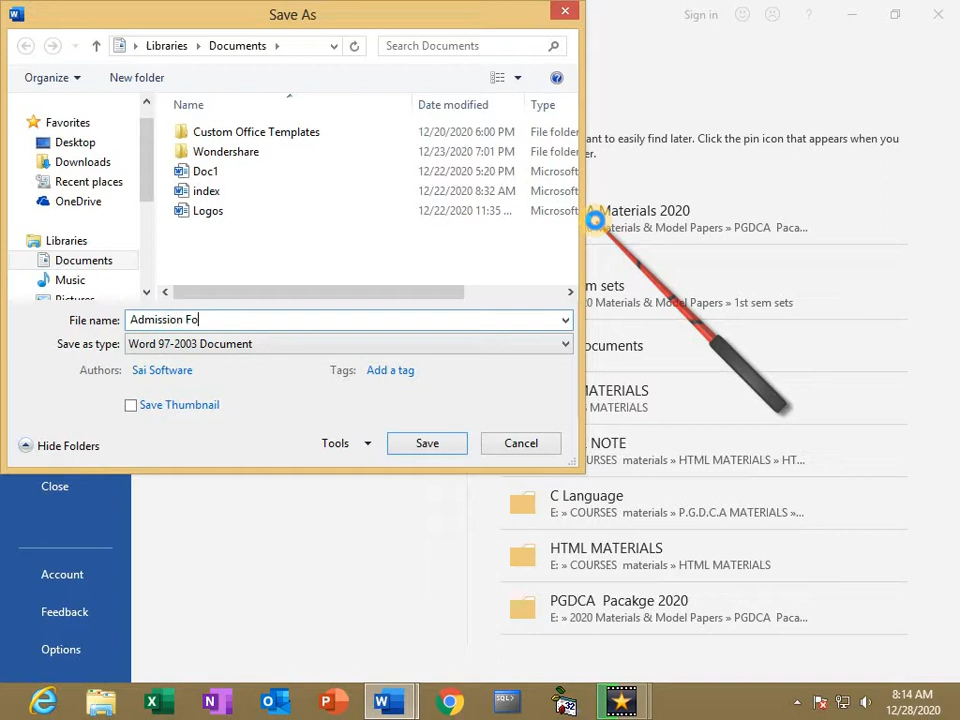 Save As
Sign in
Libraries Documents
Search Documents
Organize
New folder
Name
Date modified
Type
Favorites
Desktop
Downloads
Recent places
OneDrive
Libraries
Documents
Music
Custom Office Templates 12/20/2020 6:00 PM File folder
Wondershare 12/23/2020 7:01 PM File folder
Doc1 12/22/2020 5:20 PM Microsoft
index 12/22/2020 8:32 AM Microsoft
Logos 12/22/2020 11:35 ... Microsoft
File name: Admission Fo
Save as type: Word 97-2003 Document
Authors: Sai Software
Tags: Add a tag
Save Thumbnail
Hide Folders
Tools
Save
Cancel
want to easily find later. Click the pin icon that appears when you
er.
A Materials 2020
Materials & Model Papers » PGDCA Paca...
m sets
02 Materials & Model Papers » 1st sem sets
ocuments
MATERIALS
MATERIALS
NOTE
COURSES materials » HTML MATERIALS » HT...
C Language
E: » COURSES materials » P.G.D.C.A MATERIALS »...
HTML MATERIALS
E: » COURSES materials » HTML MATERIALS
PGDCA Pacakge 2020
E: » 2020 Materials & Model Papers » PGDCA Paca...
Close
Account
Feedback
Options
8:14 AM
12/28/2020